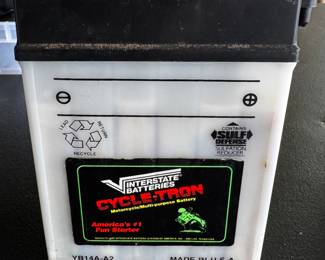 LEAD
RETURN
RECYCLE
CONTAINS
SULF
DEFENSE
SULFATION
REDUCER
INTERSTATE
BATTERIES
CYCLE-TRON
Motorcycle/Multi-purpose Battery
America's #1
Fun Starter
YB14A-A2
MADE IN U.S.A.